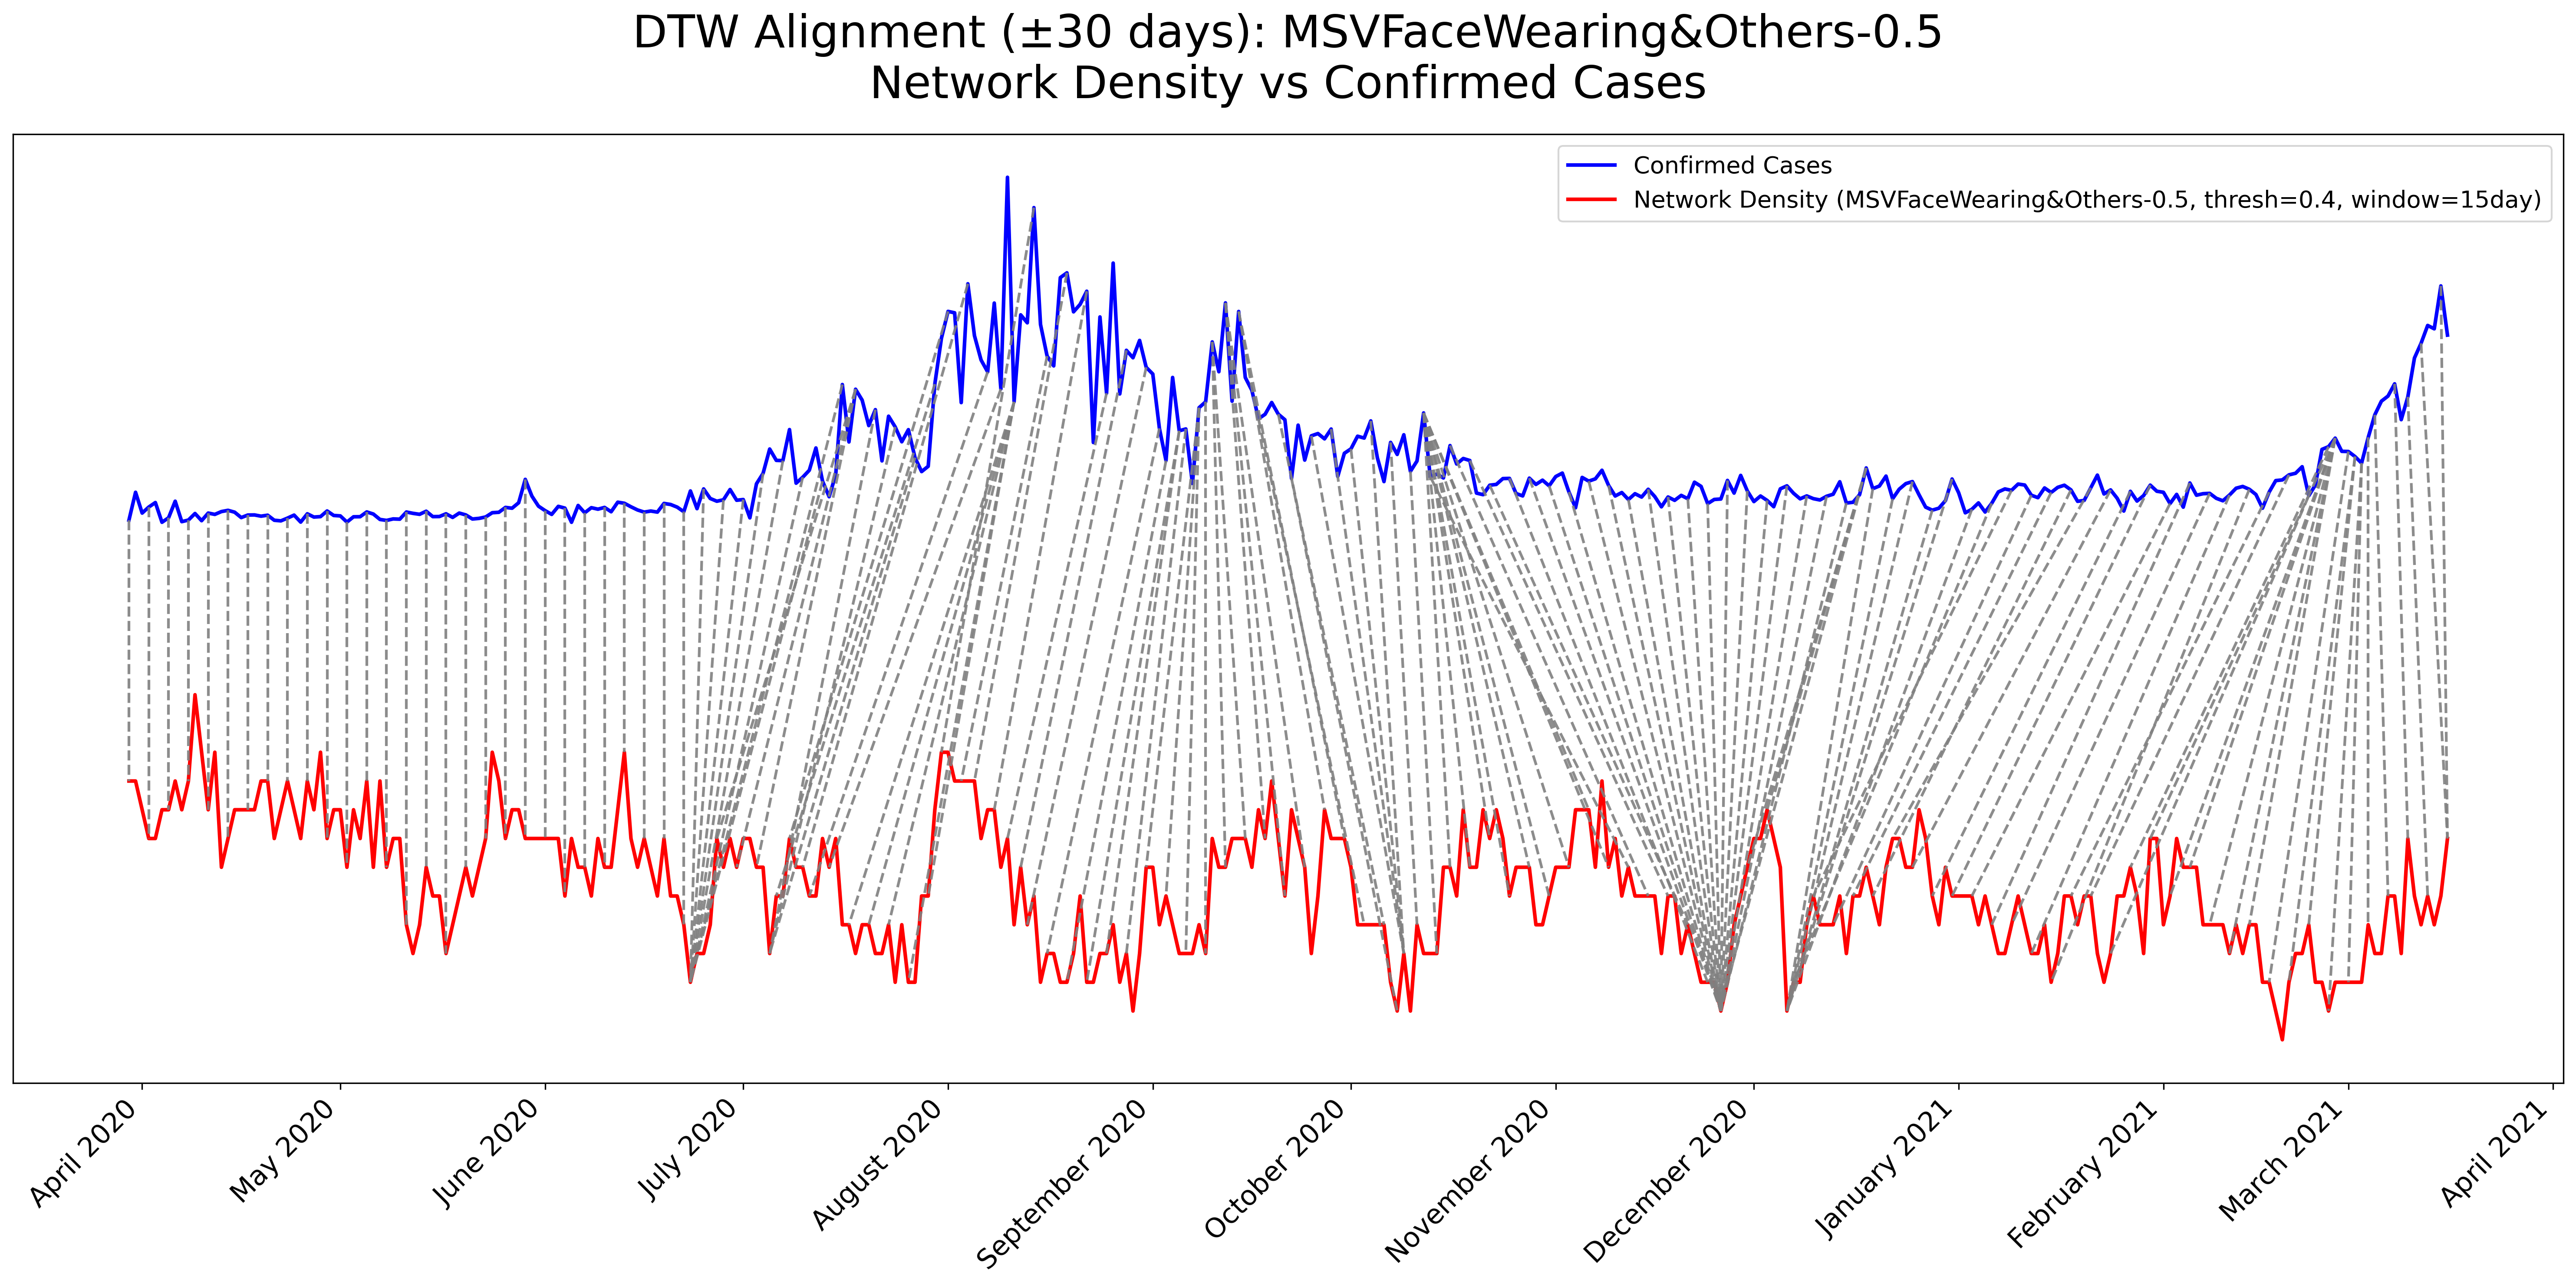 DTW Alignment (±30 days): MSVFaceWearing&Others-0.5
Network Density vs Confirmed Cases
Confirmed Cases
Network Density (MSVFaceWearing&Others-0.5, thresh=0.4, window=15day)
April 2020
May 2020
June 2020
July 2020
August 2020
September 2020
October 2020
November 2020
December 2020
January 2021
February 2021
March 2021
April 2021